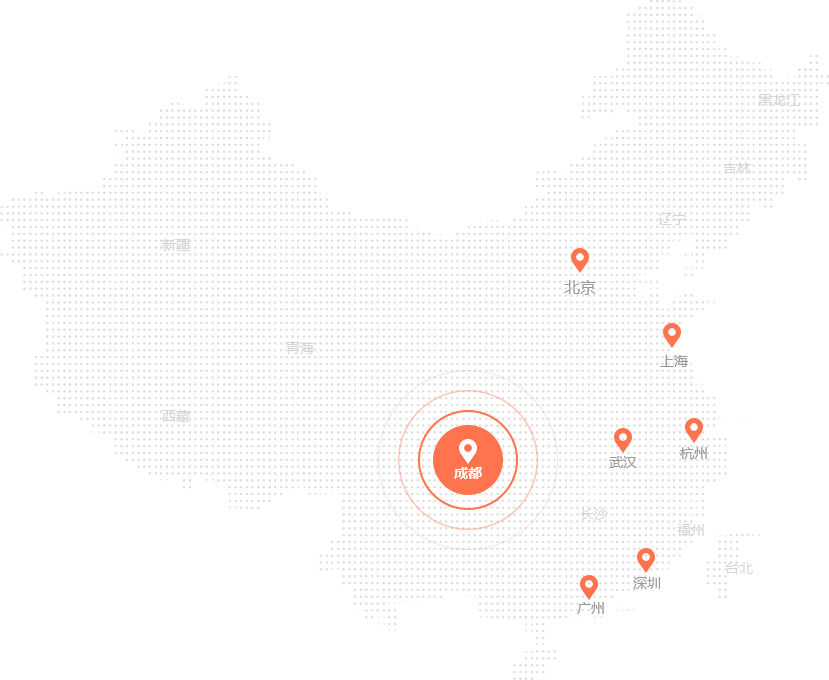 黑龙江
吉林
辽宁
新疆
北京
青海
上海
西藏
杭州
武汉
成都
长沙
福州
台北
深圳
广州